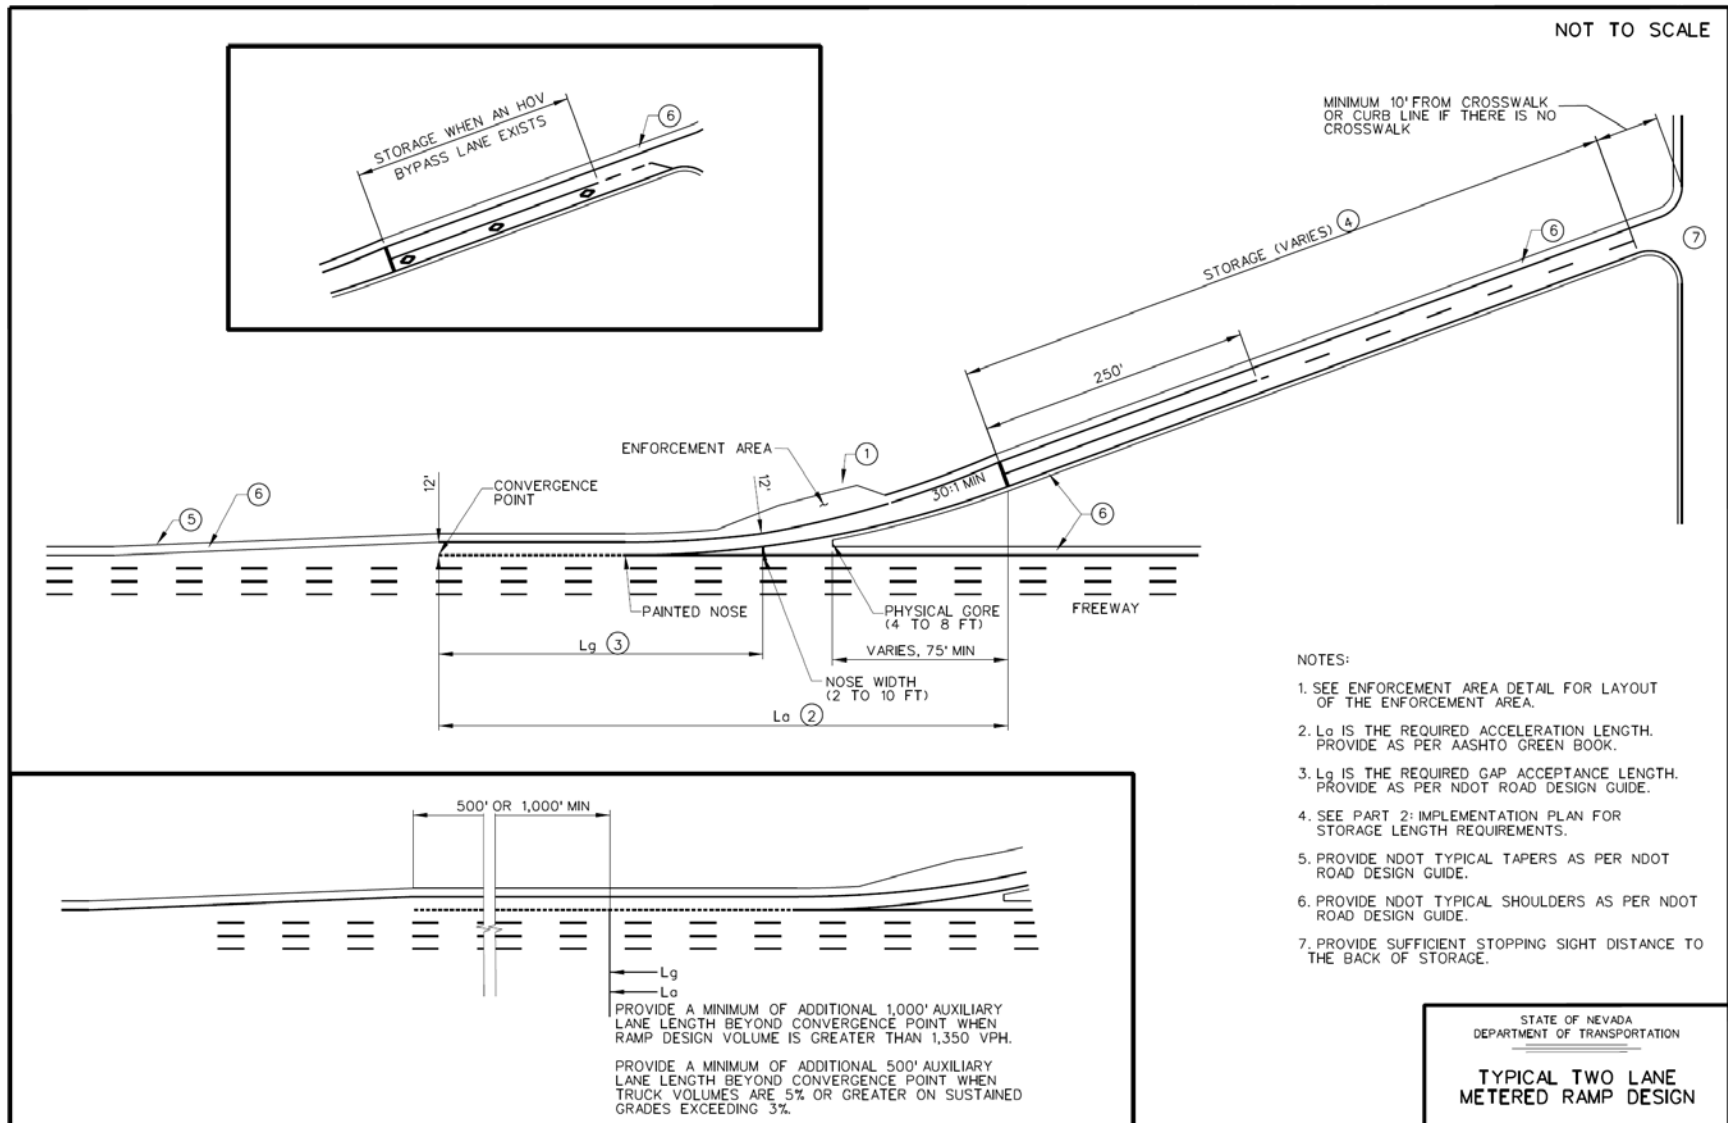 NOT TO SCALE
STORAGE WHEN AN HOV
BYPASS LANE EXISTS
6
MINIMUM 10' FROM CROSSWALK
OR CURB LINE IF THERE IS NO
CROSSWALK
STORAGE (VARIES) 4
6
7
250'
ENFORCEMENT AREA
1
30:1 MIN
12'
12'
CONVERGENCE
POINT
6
5
6
PAINTED NOSE
PHYSICAL GORE
(4 TO 8 FT)
FREEWAY
Lg 3
VARIES, 75' MIN
NOSE WIDTH
(2 TO 10 FT)
La 2
NOTES:
1. SEE ENFORCEMENT AREA DETAIL FOR LAYOUT
OF THE ENFORCEMENT AREA.
2. La IS THE REQUIRED ACCELERATION LENGTH.
PROVIDE AS PER AASHTO GREEN BOOK.
3. Lg IS THE REQUIRED GAP ACCEPTANCE LENGTH.
PROVIDE AS PER NDOT ROAD DESIGN GUIDE.
4. SEE PART 2: IMPLEMENTATION PLAN FOR
STORAGE LENGTH REQUIREMENTS.
5. PROVIDE NDOT TYPICAL TAPERS AS PER NDOT
ROAD DESIGN GUIDE.
6. PROVIDE NDOT TYPICAL SHOULDERS AS PER NDOT
ROAD DESIGN GUIDE.
7. PROVIDE SUFFICIENT STOPPING SIGHT DISTANCE TO
THE BACK OF STORAGE.
500' OR 1,000' MIN
Lg
La
PROVIDE A MINIMUM OF ADDITIONAL 1,000' AUXILIARY
LANE LENGTH BEYOND CONVERGENCE POINT WHEN
RAMP DESIGN VOLUME IS GREATER THAN 1,350 VPH.
PROVIDE A MINIMUM OF ADDITIONAL 500' AUXILIARY
LANE LENGTH BEYOND CONVERGENCE POINT WHEN
TRUCK VOLUMES ARE 5% OR GREATER ON SUSTAINED
GRADES EXCEEDING 3%.
STATE OF NEVADA
DEPARTMENT OF TRANSPORTATION
TYPICAL TWO LANE
METERED RAMP DESIGN